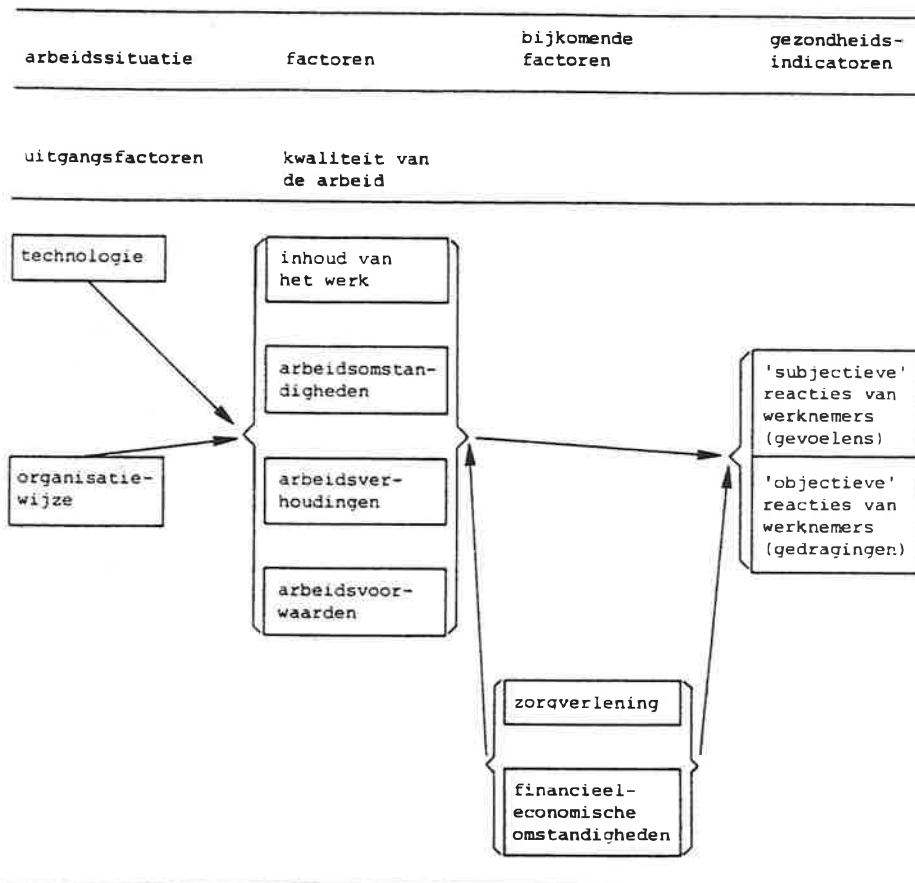 arbeidssituatie
factoren
bijkomende
factoren
gezondheids-
indicatoren
uitgangsfactoren
kwaliteit van
de arbeid
technologie
organisatie-
wijze
inhoud van
het werk
arbeidsomstan-
digheden
arbeidsver-
houdingen
arbeidsvoor-
waarden
zorgverlening
financieel-
economische
omstandigheden
'subjectieve'
reacties van
werknemers
(gevoelens)
'objectieve'
reacties van
werknemers
(gedragingen)